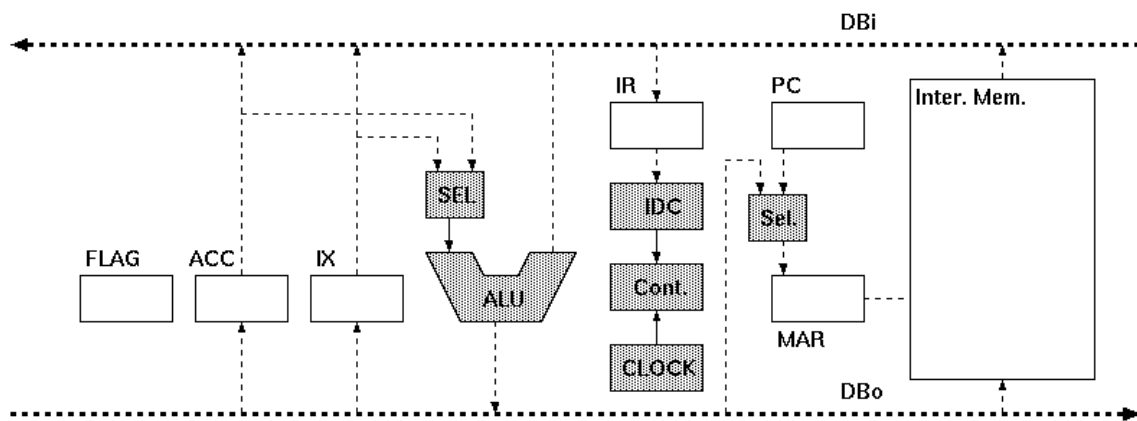 DBi
IR
PC
Inter. Mem.
SEL
IDC
Sel.
FLAG
ACC
IX
ALU
Cont.
MAR
CLOCK
DBo